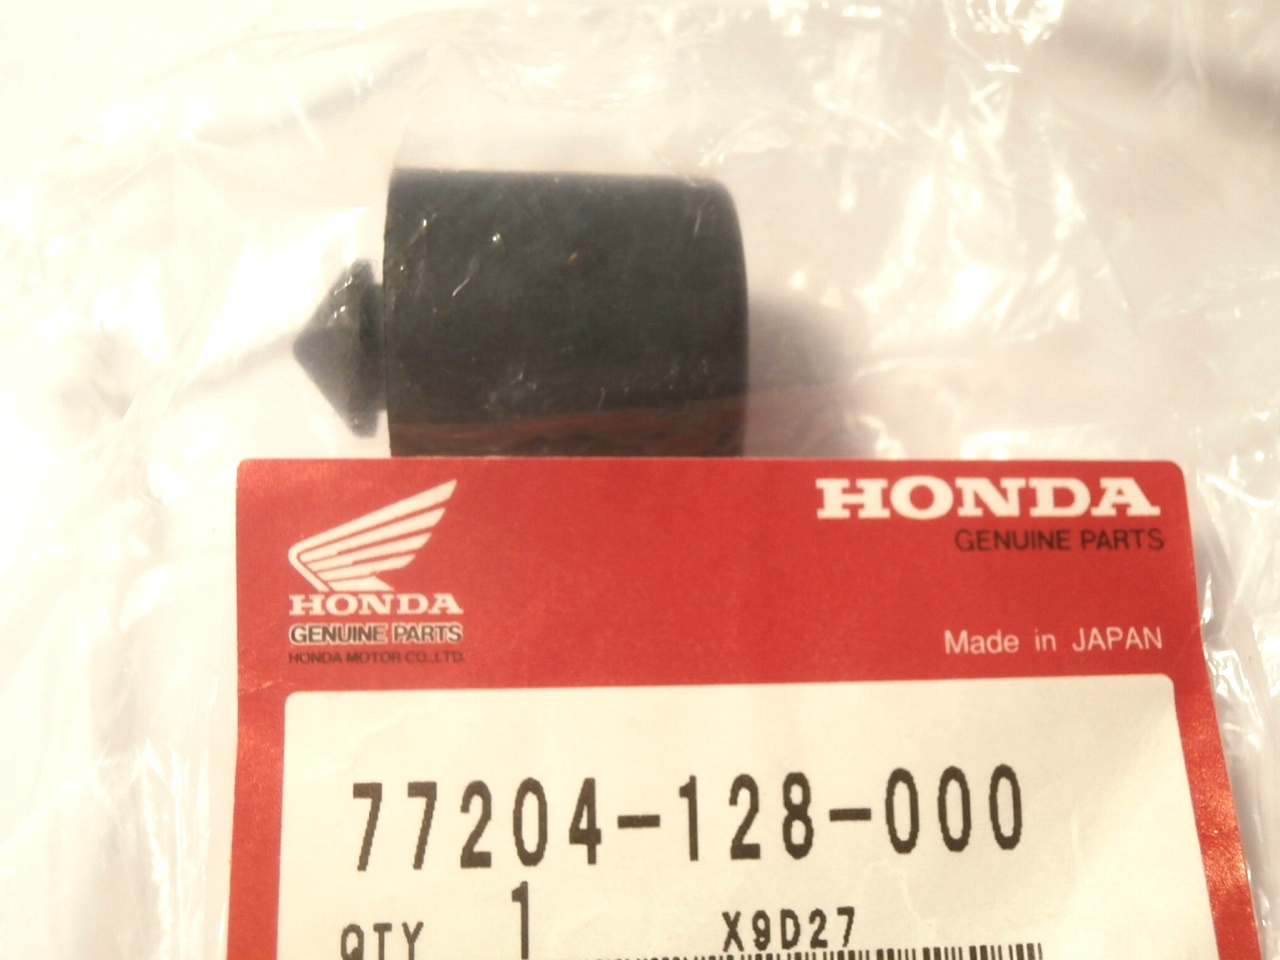 HONDA
GENUINE PARTS
HONDA
GENUINE PARTS
HONDA MOTOR CO.,LTD.
Made in JAPAN
77204-128-000
QTY 1 X9D27